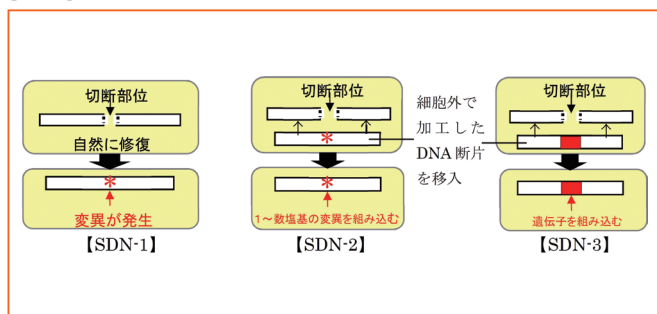 切断部位
自然に修復
*
変異が発生
【SDN-1】
切断部位
*
*
1～数塩基の変異を組み込む
【SDN-2】
細胞外で
加工した
DNA断片
を移入
切断部位
遺伝子を組み込む
【SDN-3】